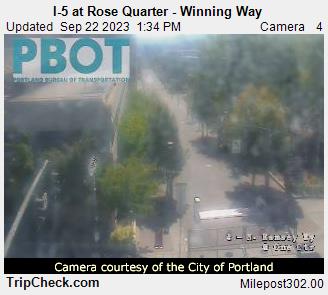 I-5 at Rose Quarter - Winning Way
Updated Sep 22 2023 1:34 PM Camera 4
PBOT
PORTLAND BUREAU OF TRANSPORTATION
Camera courtesy of the City of Portland
TripCheck.com Milepost302.00